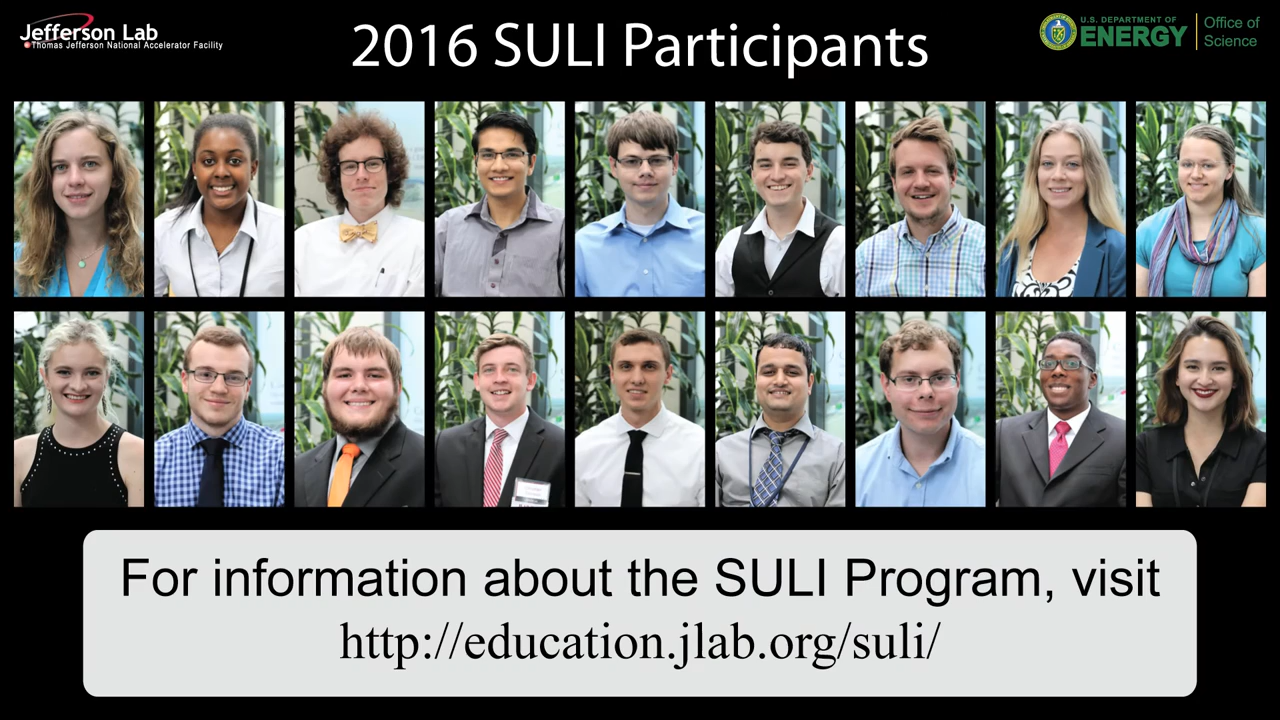 Jefferson Lab
Thomas Jefferson National Accelerator Facility
2016 SULI Participants
U.S. DEPARTMENT OF
ENERGY
Office of
Science
For information about the SULI Program, visit
http://education.jlab.org/suli/